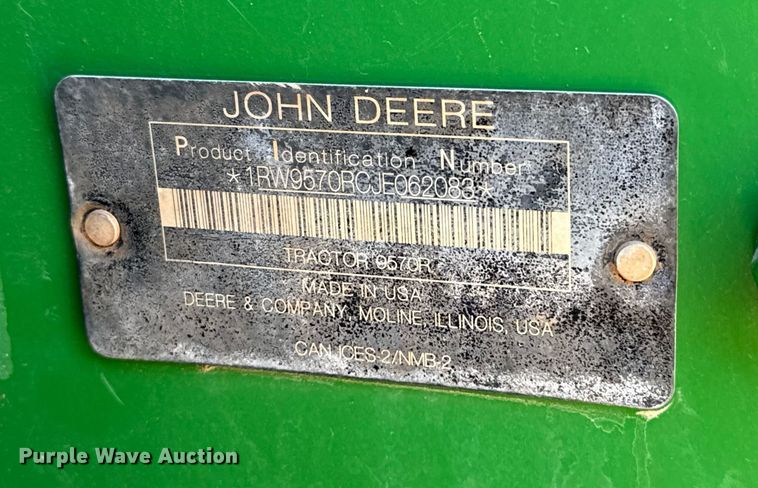 JOHN DEERE
Product Identification Number
*1RW9570RCJE062083*
TRACTOR 9570R
MADE IN USA
DEERE & COMPANY, MOLINE, ILLINOIS, USA
CAN ICES-2/NMB-2
Purple Wave Auction